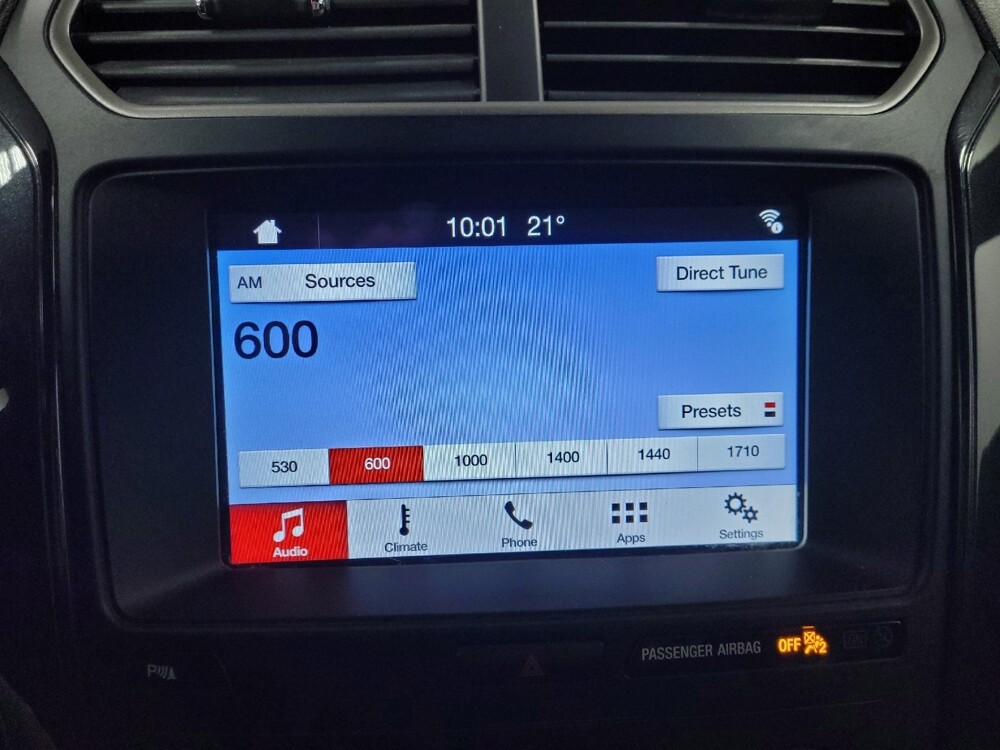 10:01 21°
AM Sources
Direct Tune
600
Presets
530 600 1000 1400 1440 1710
Audio Climate Phone Apps Settings
PASSENGER AIRBAG OFF 2
P